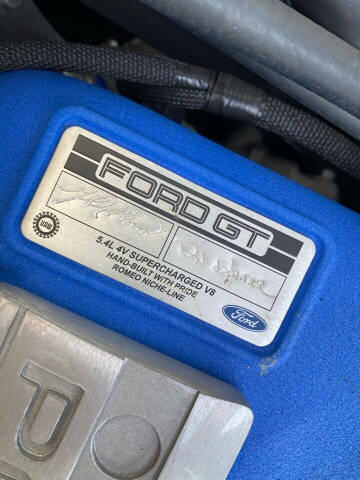 FORD GT
5.4L 4V SUPERCHARGED V8
HAND-BUILT WITH PRIDE
ROMEO NICHE-LINE
Ford
P